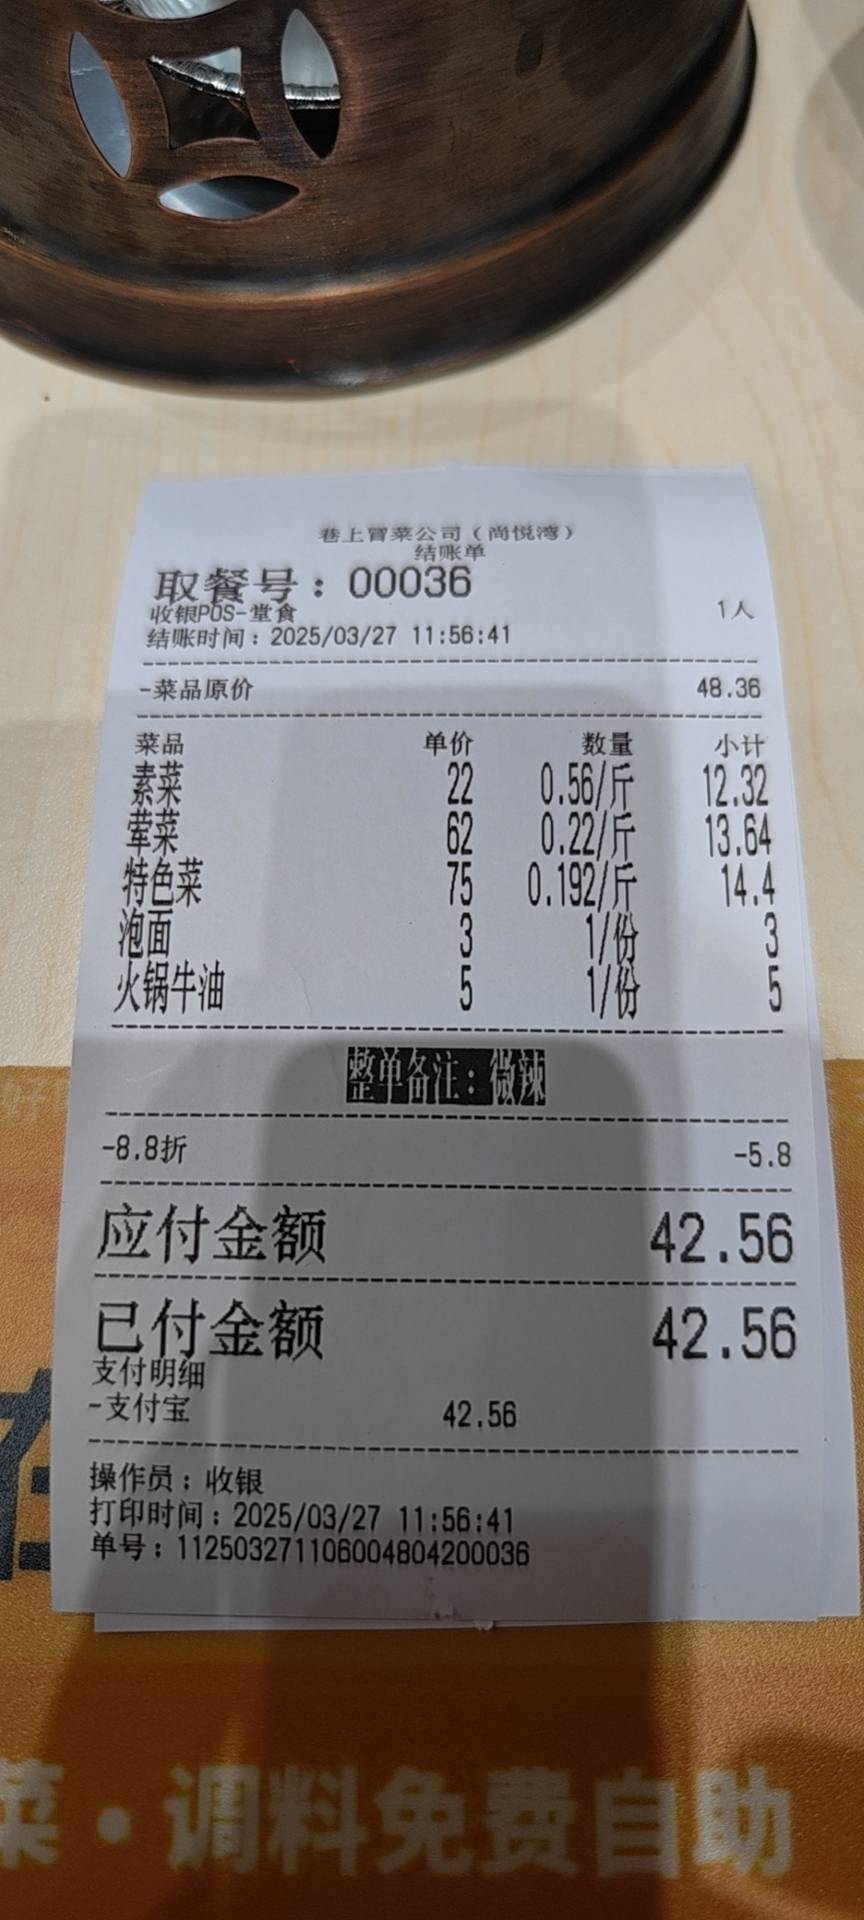 巷上冒菜公司（尚悦湾）
结账单
取餐号：00036
收银POS-堂食 1人
结账时间：2025/03/27 11:56:41
-菜品原价 48.36
菜品 单价 数量 小计
素菜 22 0.56/斤 12.32
荤菜 62 0.22/斤 13.64
特色菜 75 0.192/斤 14.4
泡面 3 1/份 3
火锅牛油 5 1/份 5
整单备注：微辣
-8.8折 -5.8
应付金额 42.56
已付金额 42.56
支付明细
-支付宝 42.56
操作员：收银
打印时间：2025/03/27 11:56:41
单号：112503271106004804200036
菜·调料免费自助